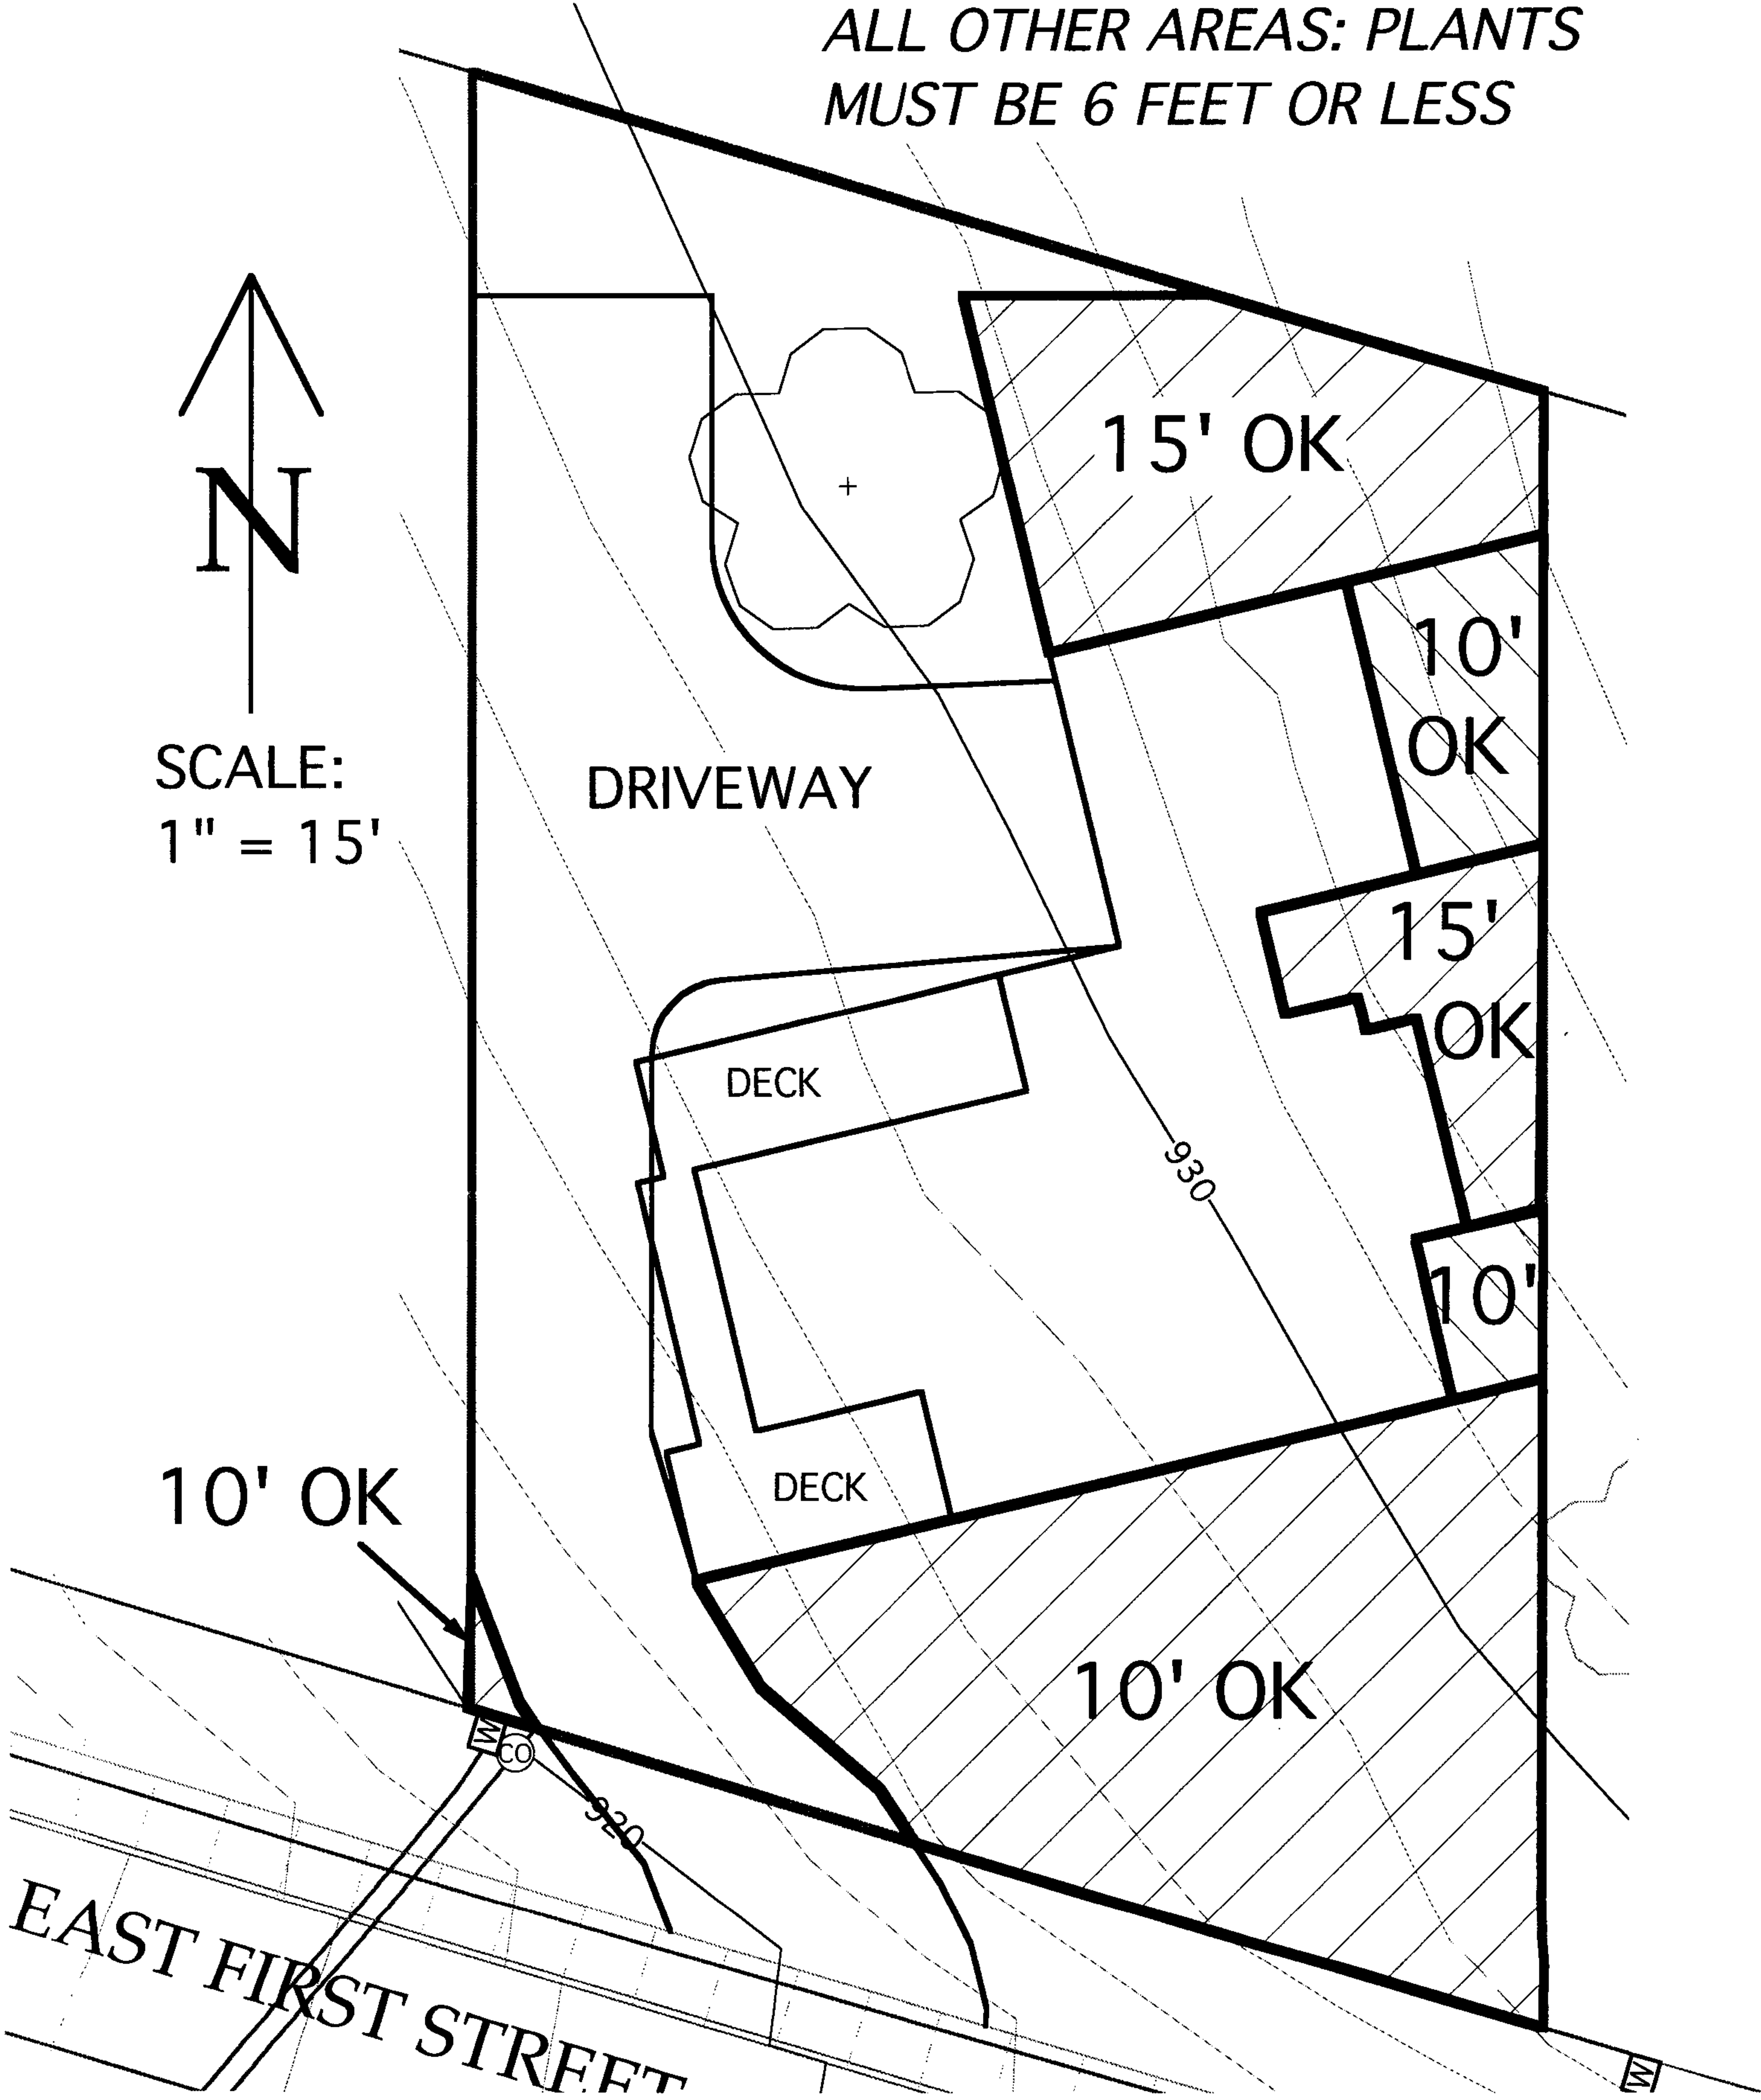 ALL OTHER AREAS: PLANTS
MUST BE 6 FEET OR LESS
15' OK
N
10'
OK
SCALE:
1" = 15'
DRIVEWAY
15'
OK
DECK
930
10'
DECK
10' OK
10' OK
W
CO
920
EAST FIRST STREET
W